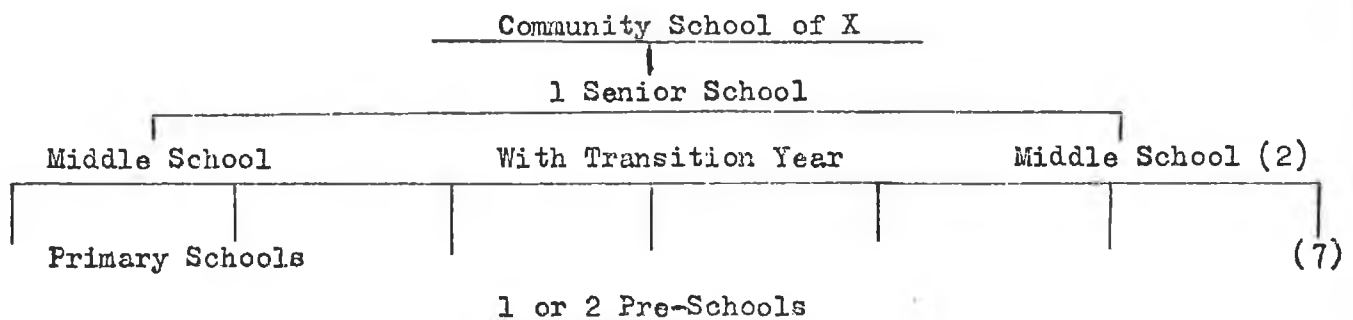 Community School of X
1 Senior School
Middle School With Transition Year Middle School (2)
Primary Schools (7)
1 or 2 Pre-Schools